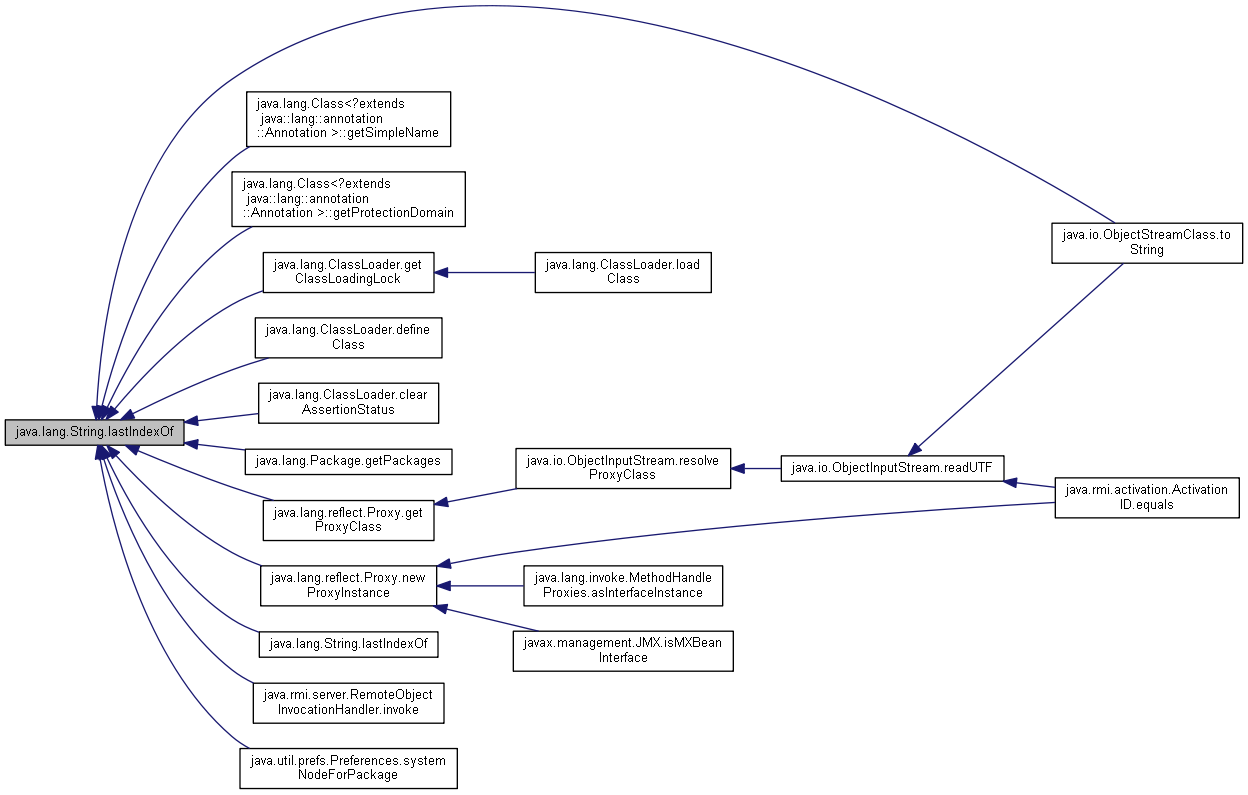 java.lang.Class<?extends
java::lang::annotation
::Annotation >::getSimpleName
java.lang.Class<?extends
java::lang::annotation
::Annotation >::getProtectionDomain
java.io.ObjectStreamClass.to
String
java.lang.ClassLoader.get
ClassLoadingLock
java.lang.ClassLoader.load
Class
java.lang.ClassLoader.define
Class
java.lang.ClassLoader.clear
AssertionStatus
java.lang.String.lastIndexOf
java.lang.Package.getPackages
java.io.ObjectInputStream.resolve
ProxyClass
java.io.ObjectInputStream.readUTF
java.rmi.activation.Activation
ID.equals
java.lang.reflect.Proxy.get
ProxyClass
java.lang.reflect.Proxy.new
ProxyInstance
java.lang.invoke.MethodHandle
Proxies.asInterfaceInstance
java.lang.String.lastIndexOf
javax.management.JMX.isMXBean
Interface
java.rmi.server.RemoteObject
InvocationHandler.invoke
java.util.prefs.Preferences.system
NodeForPackage